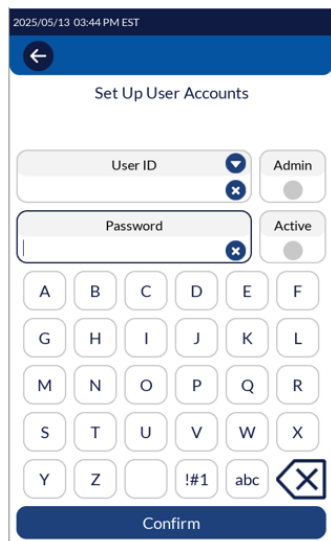 2025/05/13 03:44 PM EST
Set Up User Accounts
User ID
Admin
Password
Active
A B C D E F
G H I J K L
M N O P Q R
S T U V W X
Y Z !#1 abc
Confirm